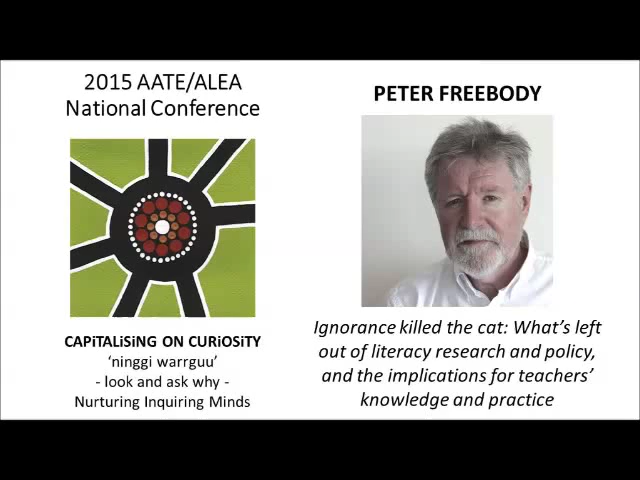 2015 AATE/ALEA
National Conference
CAPiTALiSiNG ON CURiOSiTY
‘ninggi warrguu’
- look and ask why -
Nurturing Inquiring Minds
PETER FREEBODY
Ignorance killed the cat: What’s left
out of literacy research and policy,
and the implications for teachers’
knowledge and practice